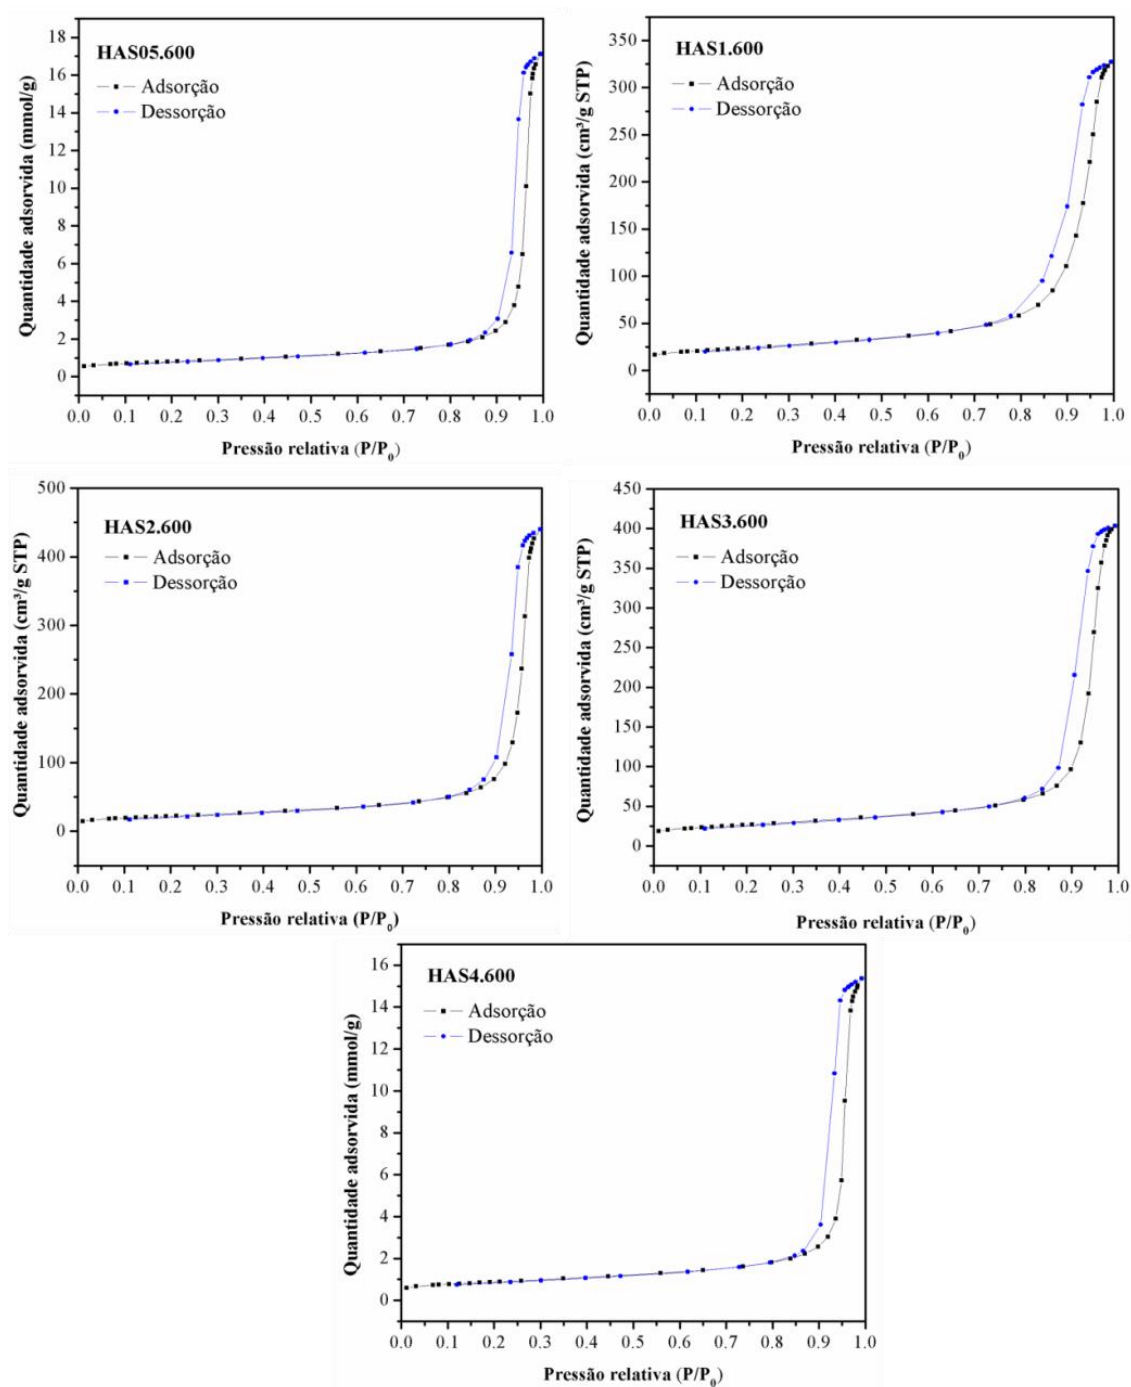 HAS05.600
Adsorção
Dessorção
Quantidade adsorvida (mmol/g)
18
16
14
12
10
8
6
4
2
0
0.0 0.1 0.2 0.3 0.4 0.5 0.6 0.7 0.8 0.9 1.0
Pressão relativa (P/P₀)
HAS1.600
Adsorção
Dessorção
Quantidade adsorvida (cm³/g STP)
350
300
250
200
150
100
50
0
0.0 0.1 0.2 0.3 0.4 0.5 0.6 0.7 0.8 0.9 1.0
Pressão relativa (P/P₀)
HAS2.600
Adsorção
Dessorção
Quantidade adsorvida (cm³/g STP)
500
400
300
200
100
0
0.0 0.1 0.2 0.3 0.4 0.5 0.6 0.7 0.8 0.9 1.0
Pressão relativa (P/P₀)
HAS3.600
Adsorção
Dessorção
Quantidade adsorvida (cm³/g STP)
450
400
350
300
250
200
150
100
50
0
0.0 0.1 0.2 0.3 0.4 0.5 0.6 0.7 0.8 0.9 1.0
Pressão relativa (P/P₀)
HAS4.600
Adsorção
Dessorção
Quantidade adsorvida (mmol/g)
16
14
12
10
8
6
4
2
0
0.0 0.1 0.2 0.3 0.4 0.5 0.6 0.7 0.8 0.9 1.0
Pressão relativa (P/P₀)